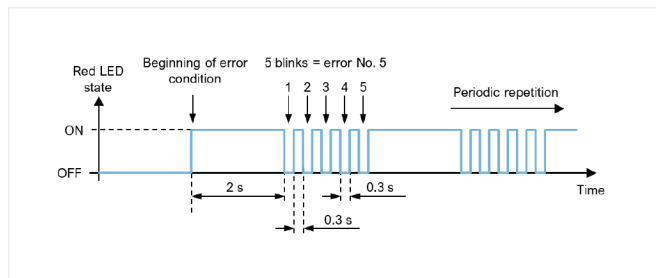 Red LED
state
Beginning of error
condition
5 blinks = error No. 5
1 2 3 4 5
Periodic repetition
ON
OFF
Time
2 s
0.3 s
0.3 s